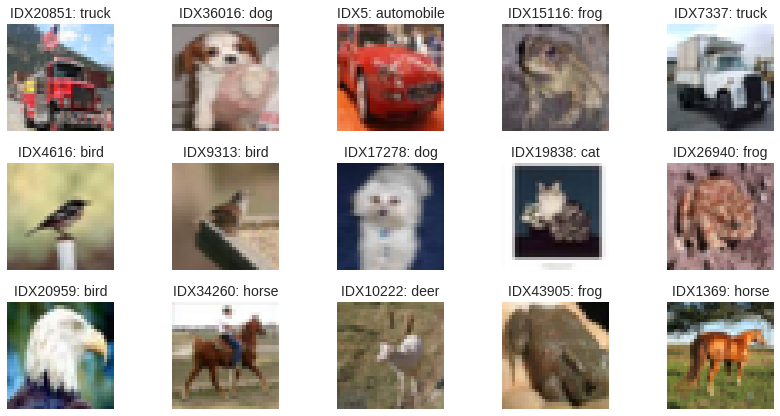 IDX20851: truck
IDX36016: dog
IDX5: automobile
IDX15116: frog
IDX7337: truck
IDX4616: bird
IDX9313: bird
IDX17278: dog
IDX19838: cat
IDX26940: frog
IDX20959: bird
IDX34260: horse
IDX10222: deer
IDX43905: frog
IDX1369: horse